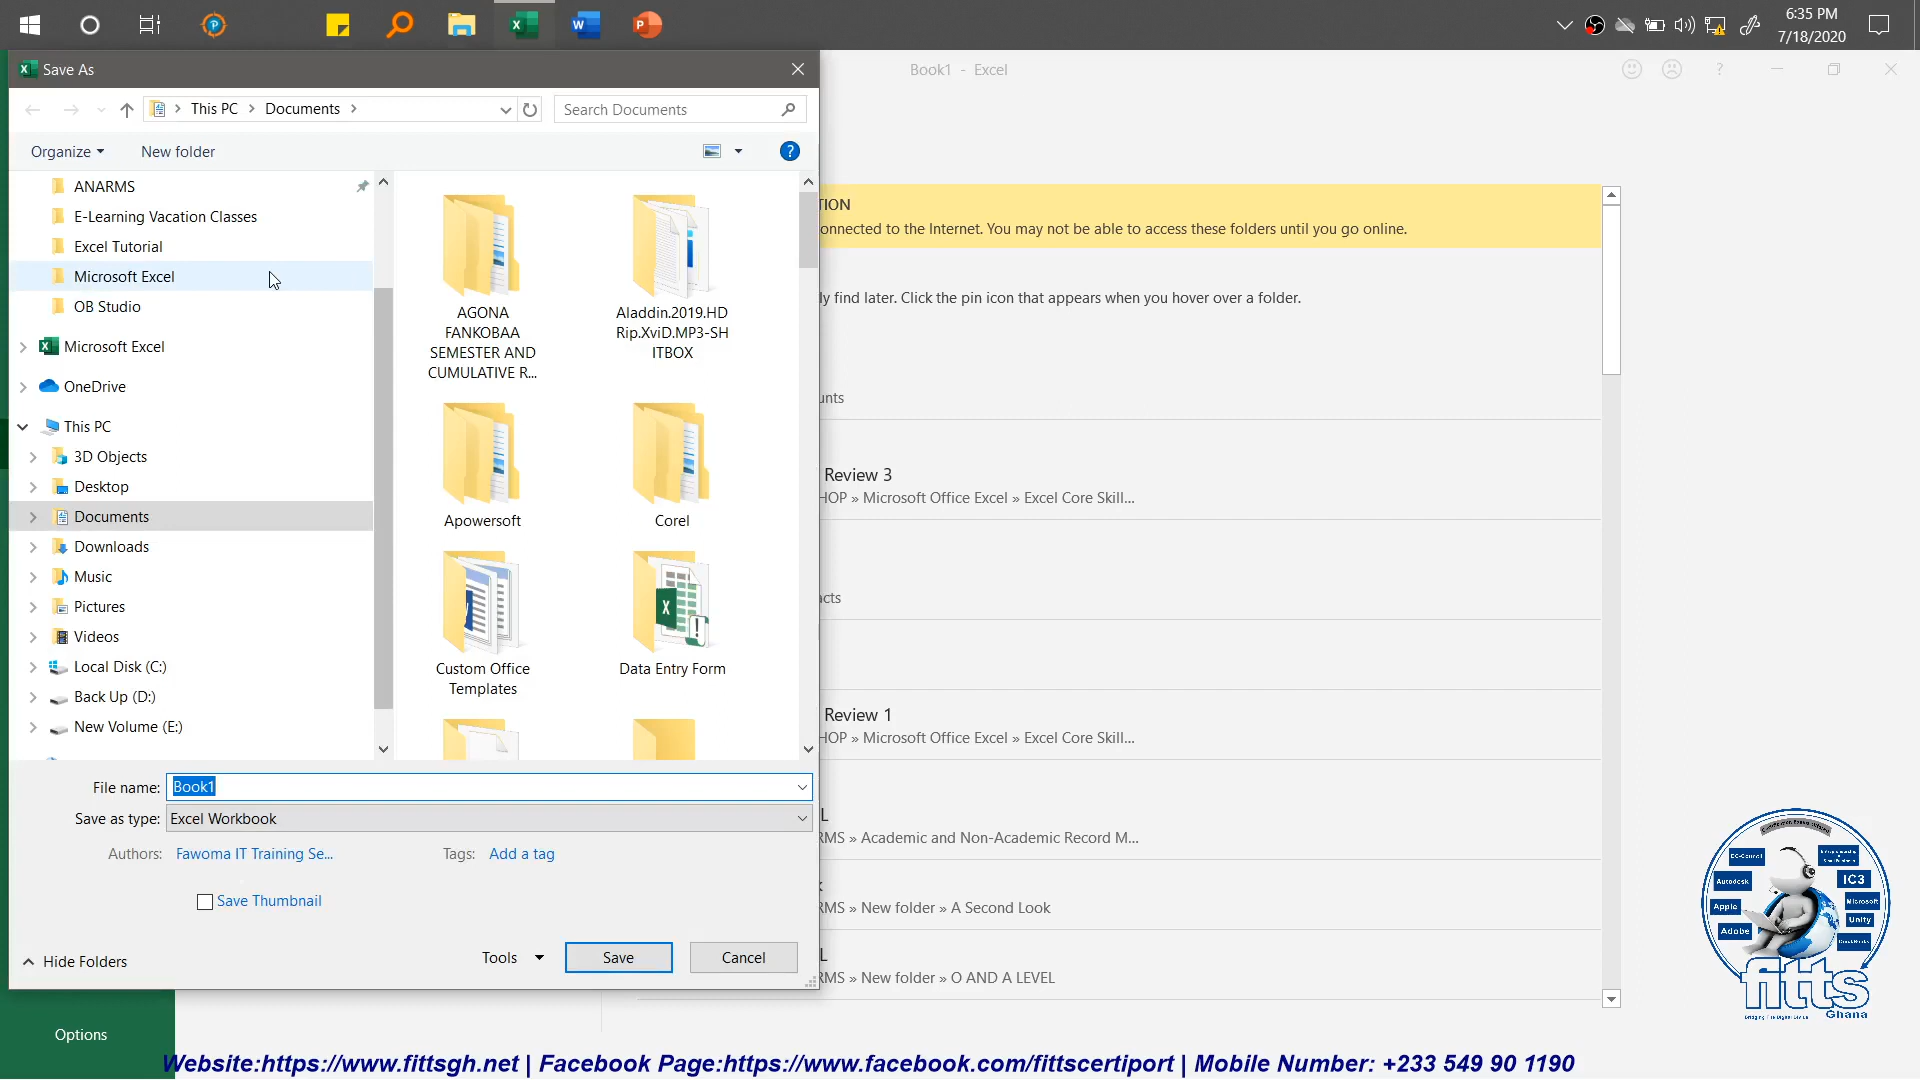 6:35 PM
7/18/2020
Save As
Book1 - Excel
This PC
Documents
Search Documents
Organize
New folder
ANARMS
E-Learning Vacation Classes
Excel Tutorial
Microsoft Excel
OB Studio
Microsoft Excel
OneDrive
This PC
3D Objects
Desktop
Documents
Downloads
Music
Pictures
Videos
Local Disk (C:)
Back Up (D:)
New Volume (E:)
AGONA
FANKOBAA
SEMESTER AND
CUMULATIVE R...
Aladdin.2019.HD
Rip.XviD.MP3-SH
ITBOX
Apowersoft
Corel
Custom Office
Templates
Data Entry Form
TION
onnected to the Internet. You may not be able to access these folders until you go online.
ly find later. Click the pin icon that appears when you hover over a folder.
unts
Review 3
HOP » Microsoft Office Excel » Excel Core Skill...
acts
Review 1
HOP » Microsoft Office Excel » Excel Core Skill...
L
RMS » Academic and Non-Academic Record M...
k
RMS » New folder » A Second Look
L
RMS » New folder » O AND A LEVEL
File name: Book1
Save as type: Excel Workbook
Authors: Fawoma IT Training Se...
Tags: Add a tag
Save Thumbnail
Hide Folders
Tools
Save
Cancel
Options
EC-Council
Autodesk
Apple
Adobe
IC3
Microsoft
Unity
QuickBooks
fitts
Ghana
Website:https://www.fittsgh.net | Facebook Page:https://www.facebook.com/fittscertiport | Mobile Number: +233 549 90 1190